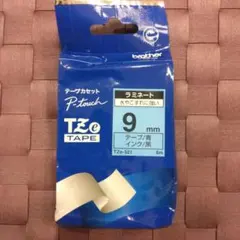 brother
テープカセット
P-touch
TZe
TAPE
ラミネート
水やこすれに強い
9 mm
テープ/青
インク/黒
TZe-521
8m